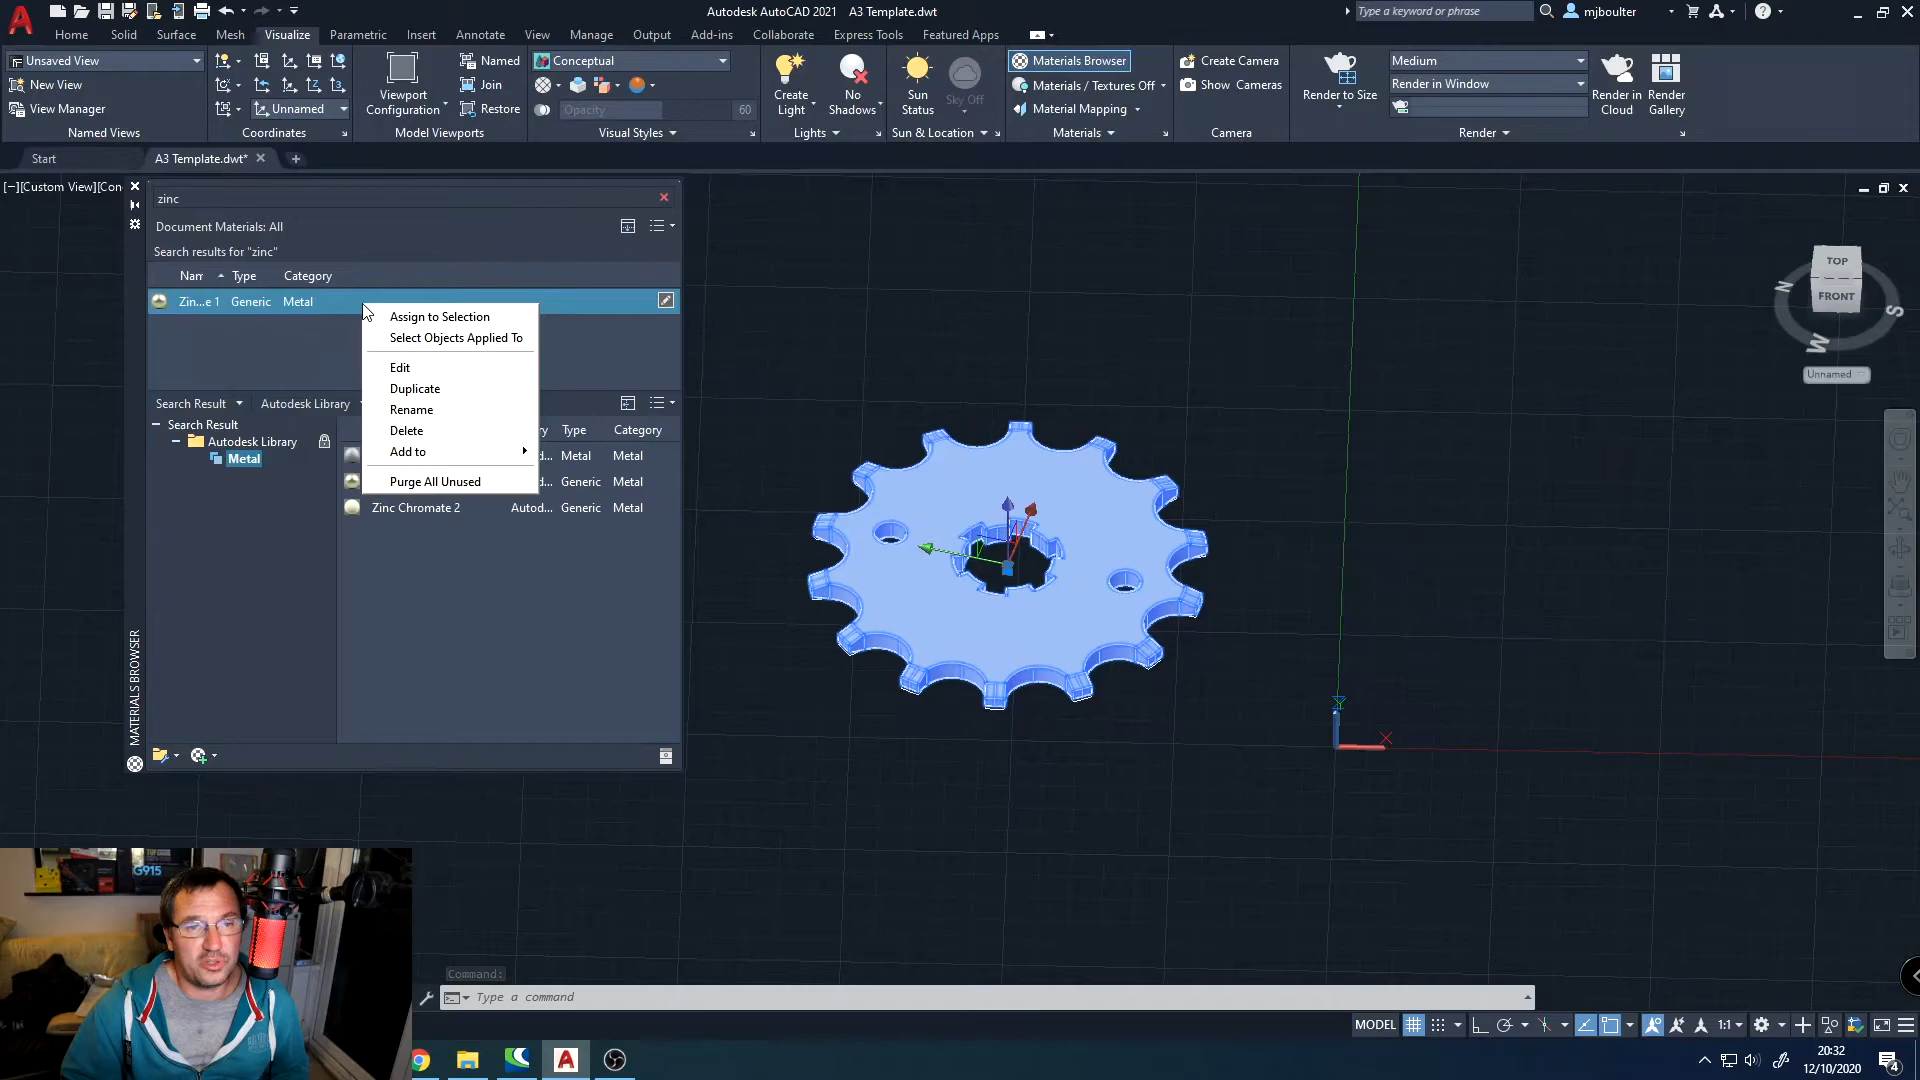 Autodesk AutoCAD 2021 A3 Template.dwt
Type a keyword or phrase
mjboulter
Home Solid Surface Mesh Visualize Parametric Insert Annotate View Manage Output Add-ins Collaborate Express Tools Featured Apps
Unsaved View
New View
View Manager
Named Views
Unnamed
Coordinates
Viewport
Configuration
Named
Join
Restore
Model Viewports
Conceptual
Opacity 60
Visual Styles
Create
Light
No
Shadows
Lights
Sun
Status
Sky Off
Sun & Location
Materials Browser
Materials / Textures Off
Material Mapping
Materials
Create Camera
Show Cameras
Camera
Render to Size
Medium
Render in Window
Render in
Cloud
Render
Gallery
Render
Start
A3 Template.dwt*
[−][Custom View][Con
zinc
Document Materials: All
Search results for "zinc"
Nam Type Category
Zin...e 1 Generic Metal
Assign to Selection
Select Objects Applied To
Edit
Duplicate
Rename
Delete
Add to
Purge All Unused
Search Result Autodesk Library
Search Result
Autodesk Library
Metal
ry Type Category
d... Metal Metal
d... Generic Metal
Zinc Chromate 2 Autod... Generic Metal
MATERIALS BROWSER
TOP
FRONT
N
S
W
Unnamed
Y
X
G915
Command:
Type a command
MODEL
1:1
20:32
12/10/2020
4